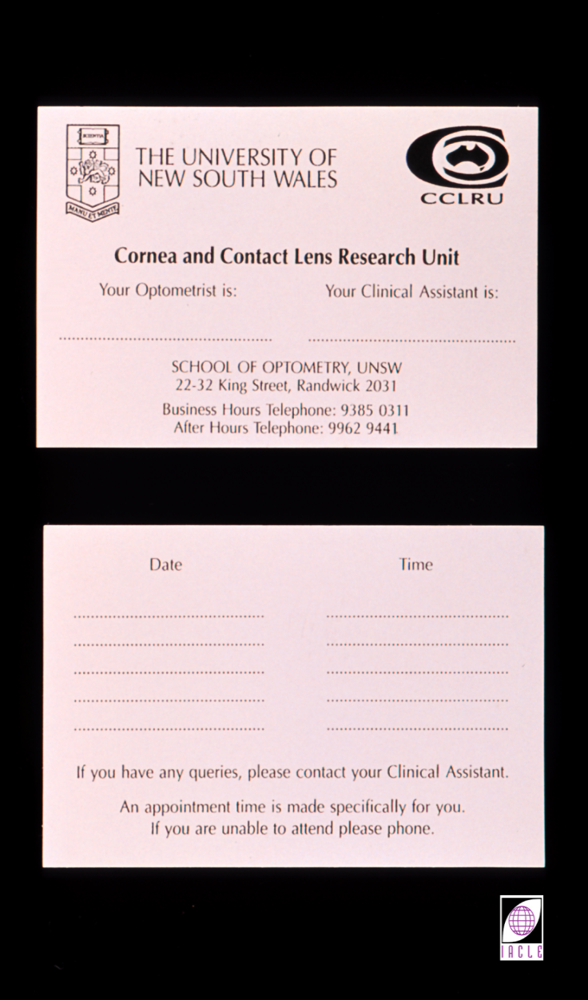 SCIENTIA
MANU ET MENTE
THE UNIVERSITY OF
NEW SOUTH WALES
CCLRU
Cornea and Contact Lens Research Unit
Your Optometrist is:
Your Clinical Assistant is:
SCHOOL OF OPTOMETRY, UNSW
22-32 King Street, Randwick 2031
Business Hours Telephone: 9385 0311
After Hours Telephone: 9962 9441
Date
Time
If you have any queries, please contact your Clinical Assistant.
An appointment time is made specifically for you.
If you are unable to attend please phone.
IACLE